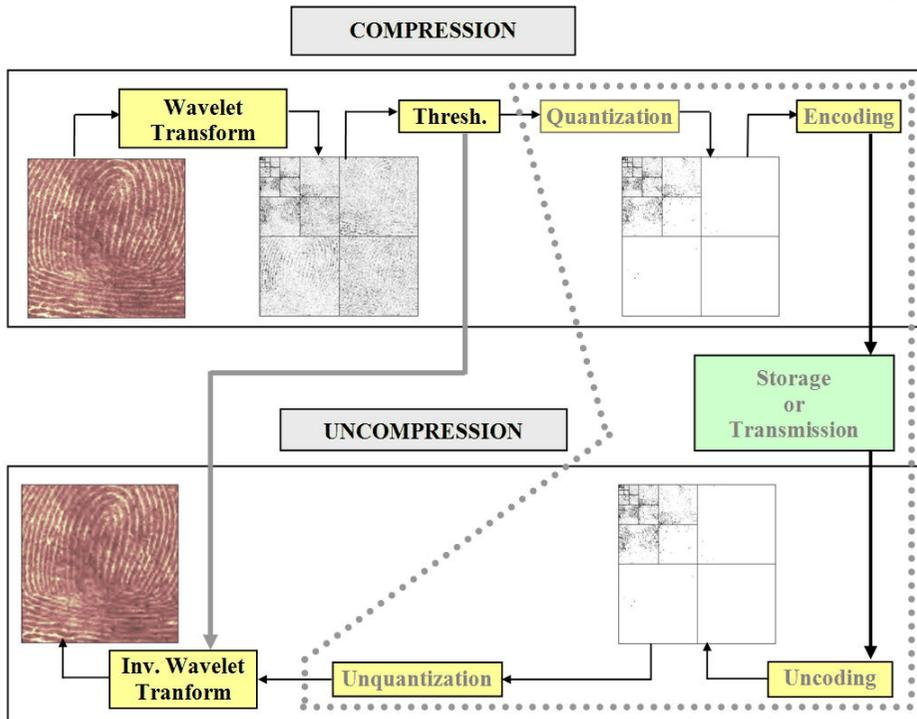 COMPRESSION
Wavelet
Transform
Thresh.
Quantization
Encoding
Storage
or
Transmission
UNCOMPRESSION
Inv. Wavelet
Tranform
Unquantization
Uncoding